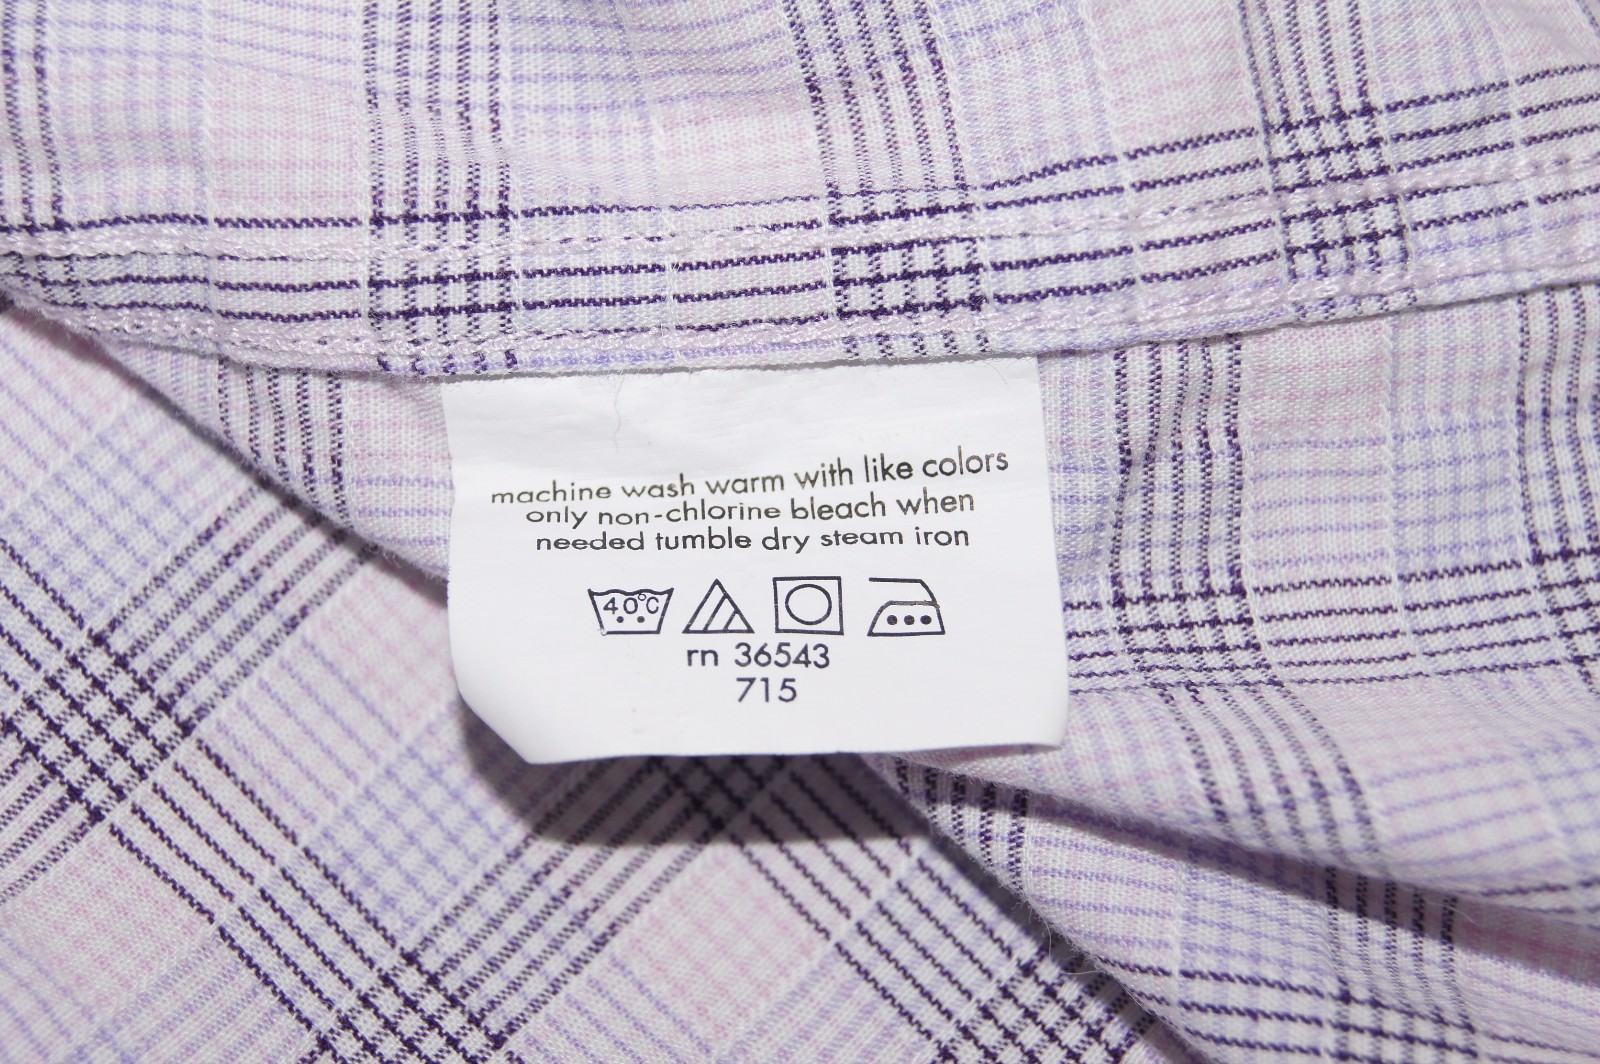 machine wash warm with like colors
only non-chlorine bleach when
needed tumble dry steam iron
40°C
rn 36543
715